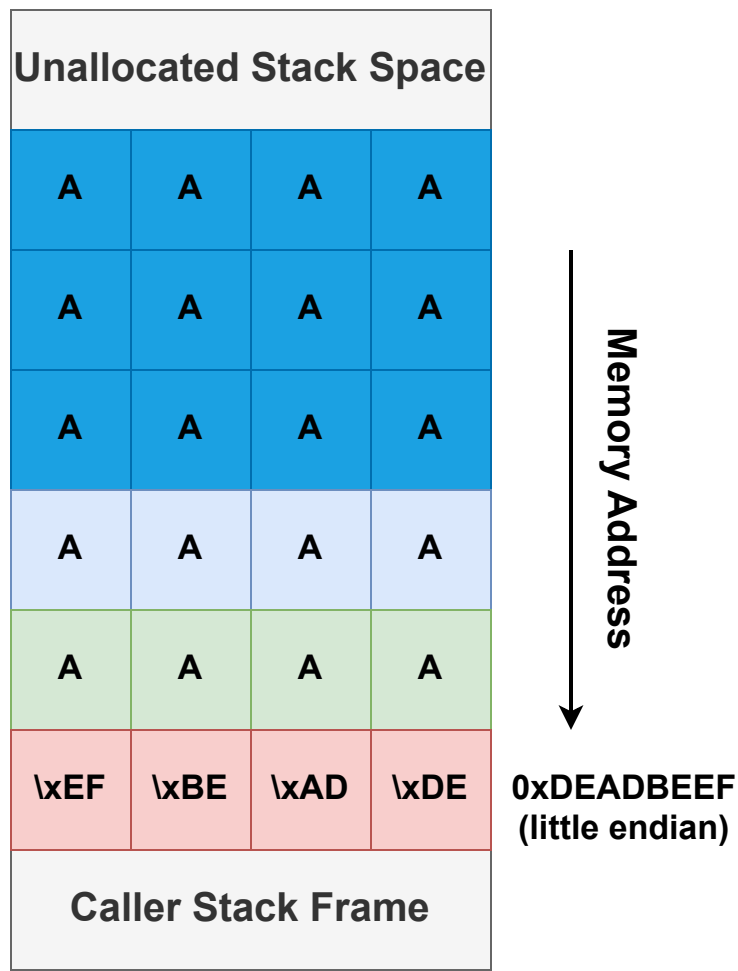 Unallocated Stack Space
A A A A
A A A A
A A A A
A A A A
A A A A
Memory Address
\xEF \xBE \xAD \xDE
0xDEADBEEF
(little endian)
Caller Stack Frame